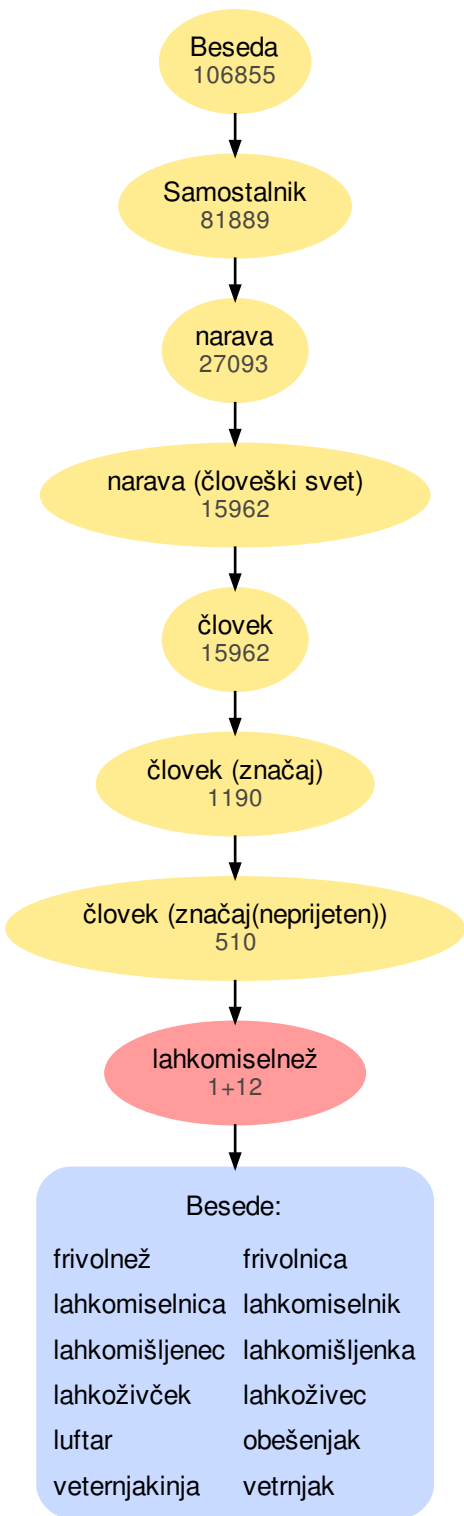 Beseda
106855
Samostalnik
81889
narava
27093
narava (človeški svet)
15962
človek
15962
človek (značaj)
1190
človek (značaj(neprijeten))
510
lahkomiselnež
1+12
Besede:
frivolnež frivolnica
lahkomiselnica lahkomiselnik
lahkomišljenec lahkomišljenka
lahkoživček lahkoživec
luftar obešenjak
veternjakinja vetrnjak